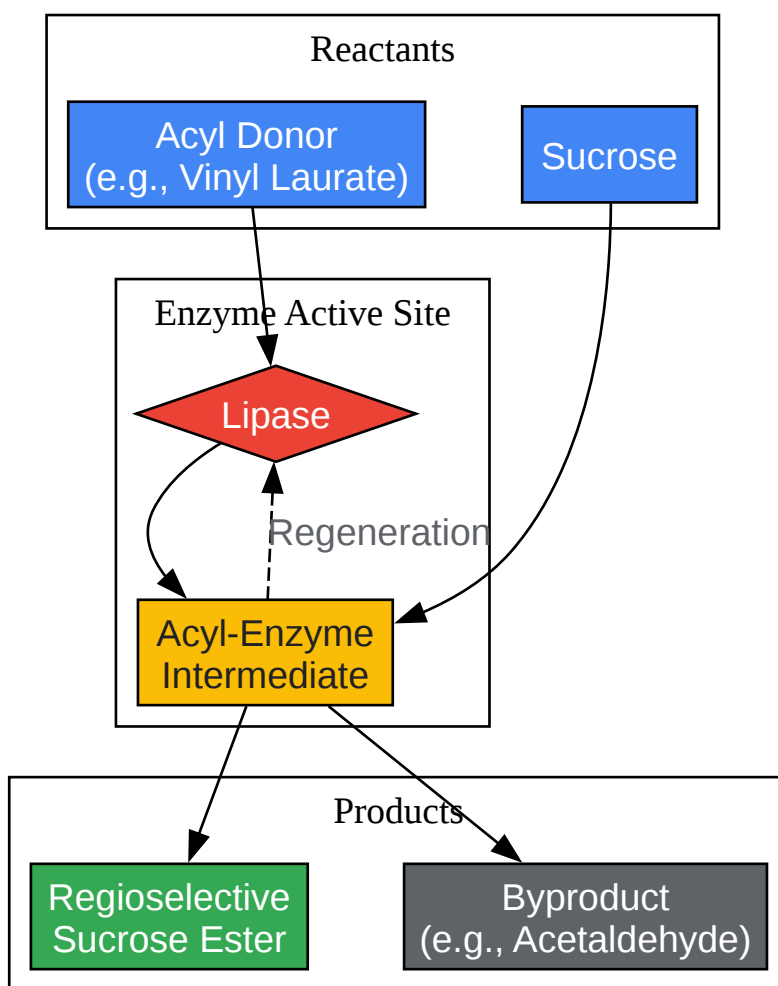 Reactants
Acyl Donor
(e.g., Vinyl Laurate)
Sucrose
Enzyme Active Site
Lipase
Regeneration
Acyl-Enzyme
Intermediate
Products
Regioselective
Sucrose Ester
Byproduct
(e.g., Acetaldehyde)